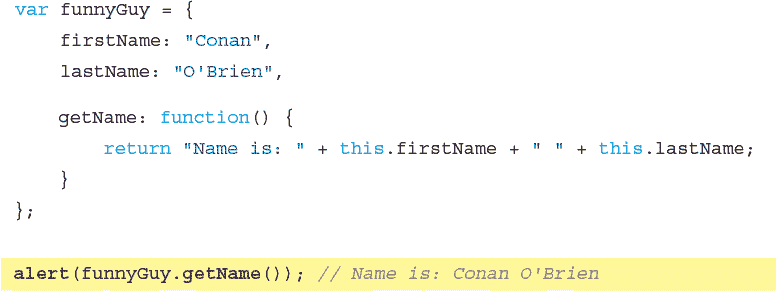 var funnyGuy = {
    firstName: "Conan",
    lastName: "O'Brien",
    getName: function() {
        return "Name is: " + this.firstName + " " + this.lastName;
    }
};
alert(funnyGuy.getName()); // Name is: Conan O'Brien